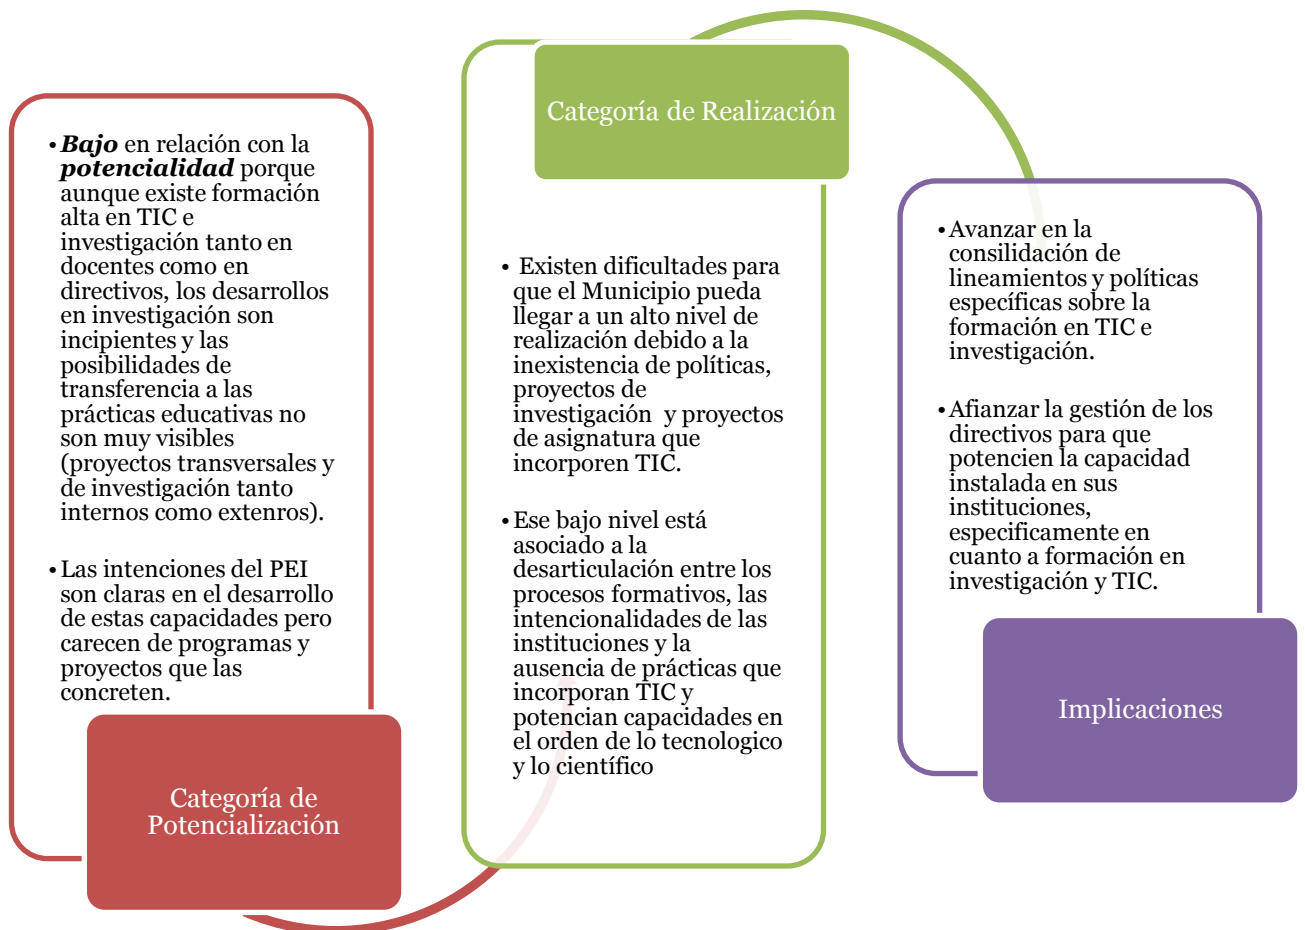 •Bajo en relación con la
potencialidad porque
aunque existe formación
alta en TIC e
investigación tanto en
docentes como en
directivos, los desarrollos
en investigación son
incipientes y las
posibilidades de
transferencia a las
prácticas educativas no
son muy visibles
(proyectos transversales y
de investigación tanto
internos como extenros).
•Las intenciones del PEI
son claras en el desarrollo
de estas capacidades pero
carecen de programas y
proyectos que las
concreten.
Categoría de
Potencialización
Categoría de Realización
• Existen dificultades para
que el Municipio pueda
llegar a un alto nivel de
realización debido a la
inexistencia de políticas,
proyectos de
investigación y proyectos
de asignatura que
incorporen TIC.
•Ese bajo nivel está
asociado a la
desarticulación entre los
procesos formativos, las
intencionalidades de las
instituciones y la
ausencia de prácticas que
incorporan TIC y
potencian capacidades en
el orden de lo tecnologico
y lo científico
•Avanzar en la
consilidación de
lineamientos y políticas
específicas sobre la
formación en TIC e
investigación.
•Afianzar la gestión de los
directivos para que
potencien la capacidad
instalada en sus
instituciones,
especificamente en
cuanto a formación en
investigación y TIC.
Implicaciones